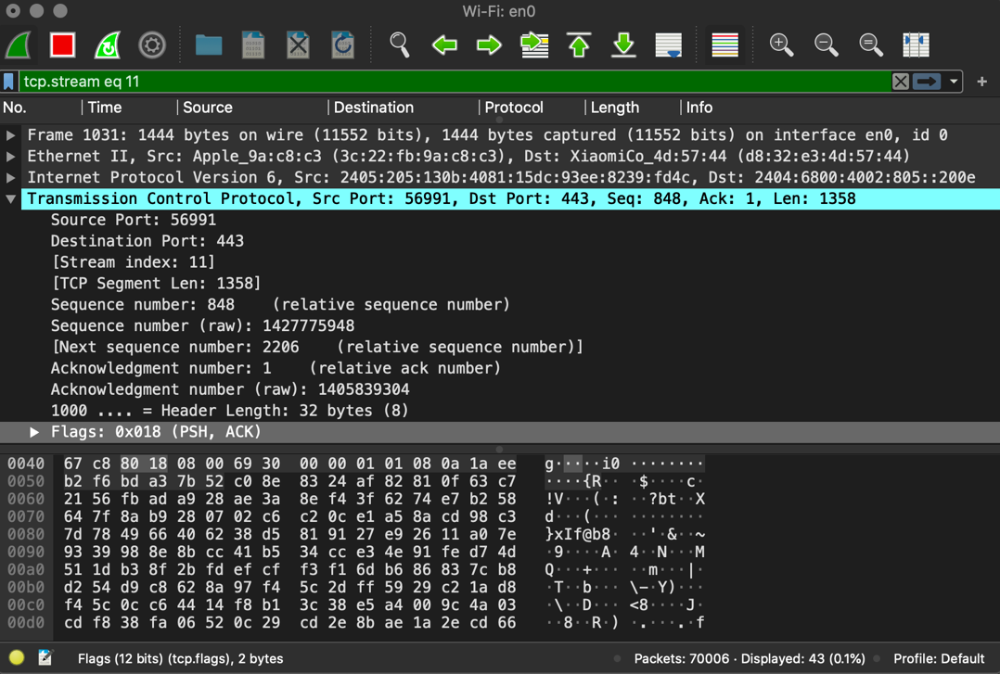 Wi-Fi: en0
tcp.stream eq 11
No. Time Source Destination Protocol Length Info
Frame 1031: 1444 bytes on wire (11552 bits), 1444 bytes captured (11552 bits) on interface en0, id 0
Ethernet II, Src: Apple_9a:c8:c3 (3c:22:fb:9a:c8:c3), Dst: XiaomiCo_4d:57:44 (d8:32:e3:4d:57:44)
Internet Protocol Version 6, Src: 2405:205:130b:4081:15dc:93ee:8239:fd4c, Dst: 2404:6800:4002:805::200e
Transmission Control Protocol, Src Port: 56991, Dst Port: 443, Seq: 848, Ack: 1, Len: 1358
Source Port: 56991
Destination Port: 443
[Stream index: 11]
[TCP Segment Len: 1358]
Sequence number: 848 (relative sequence number)
Sequence number (raw): 1427775948
[Next sequence number: 2206 (relative sequence number)]
Acknowledgment number: 1 (relative ack number)
Acknowledgment number (raw): 1405839304
1000 .... = Header Length: 32 bytes (8)
Flags: 0x018 (PSH, ACK)
0040 67 c8 80 18 08 00 69 30 00 00 01 01 08 0a 1a ee g·····i0 ········
0050 b2 f6 bd a3 7b 52 c0 8e 83 24 af 82 81 0f 63 c7 ····{R·· ·$····c·
0060 21 56 fb ad a9 28 ae 3a 8e f4 3f 62 74 e7 b2 58 !V···(·: ··?bt··X
0070 64 7f 8a b9 28 07 02 c6 c2 0c e1 a5 8a cd 98 c3 d···(··· ········
0080 7d 78 49 66 40 62 38 d5 81 91 27 e9 26 11 a0 7e }xIf@b8· ··'·&··~
0090 93 39 98 8e 8b cc 41 b5 34 cc e3 4e 91 fe d7 4d ·9····A· 4··N···M
00a0 51 1d b3 8f 2b fd ef cf f3 f1 6d b6 86 83 7c b8 Q···+··· ··m···|·
00b0 d2 54 d9 c8 62 8a 97 f4 5c 2d ff 59 29 c2 1a d8 ·T··b··· \-·Y)···
00c0 f4 5c 0c c6 44 14 f8 b1 3c 38 e5 a4 00 9c 4a 03 ·\··D··· <8····J·
00d0 cd f8 38 fa 06 52 0c 29 cd 2e 8b ae 1a 2e cd 66 ··8··R·) ·.···.·f
Flags (12 bits) (tcp.flags), 2 bytes Packets: 70006 · Displayed: 43 (0.1%) Profile: Default